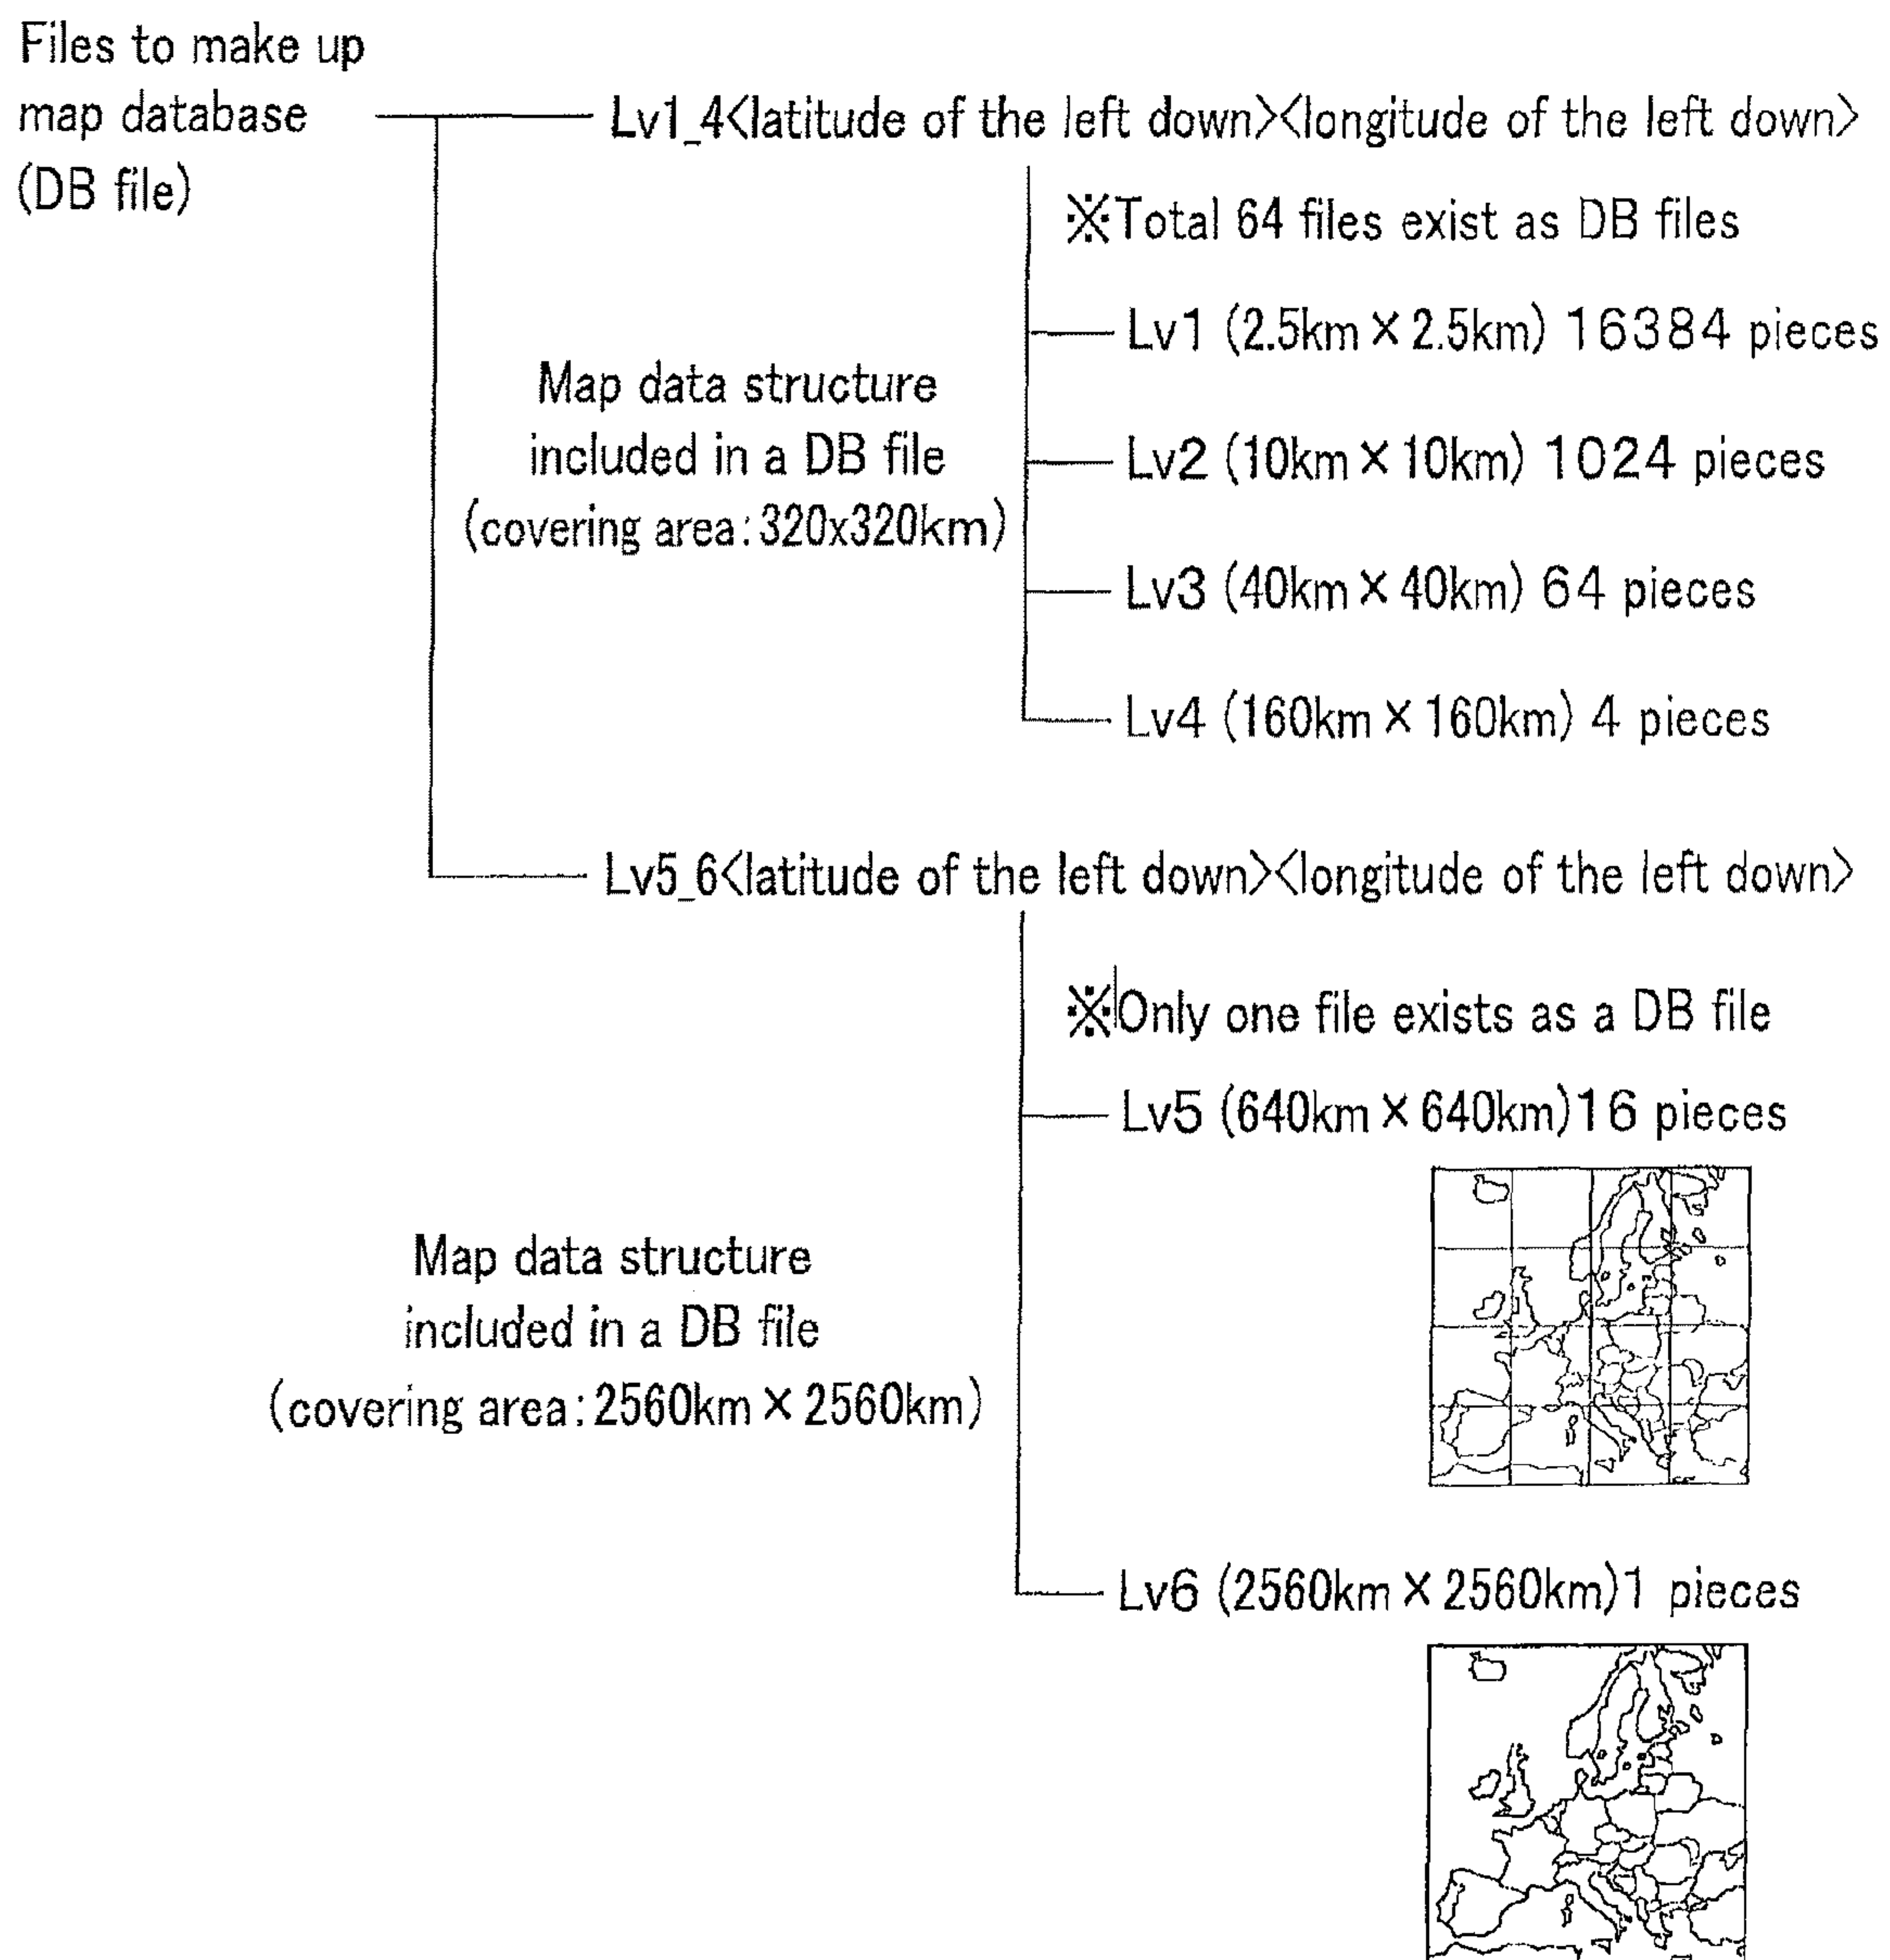 Files to make up
map database
(DB file)
Lv1_4<latitude of the left down><longitude of the left down>
※Total 64 files exist as DB files
Lv1 (2.5km×2.5km) 16384 pieces
Map data structure
included in a DB file
(covering area:320x320km)
Lv2 (10km×10km) 1024 pieces
Lv3 (40km×40km) 64 pieces
Lv4 (160km×160km) 4 pieces
Lv5_6<latitude of the left down><longitude of the left down>
※Only one file exists as a DB file
Lv5 (640km×640km)16 pieces
Map data structure
included in a DB file
(covering area:2560km×2560km)
Lv6 (2560km×2560km)1 pieces